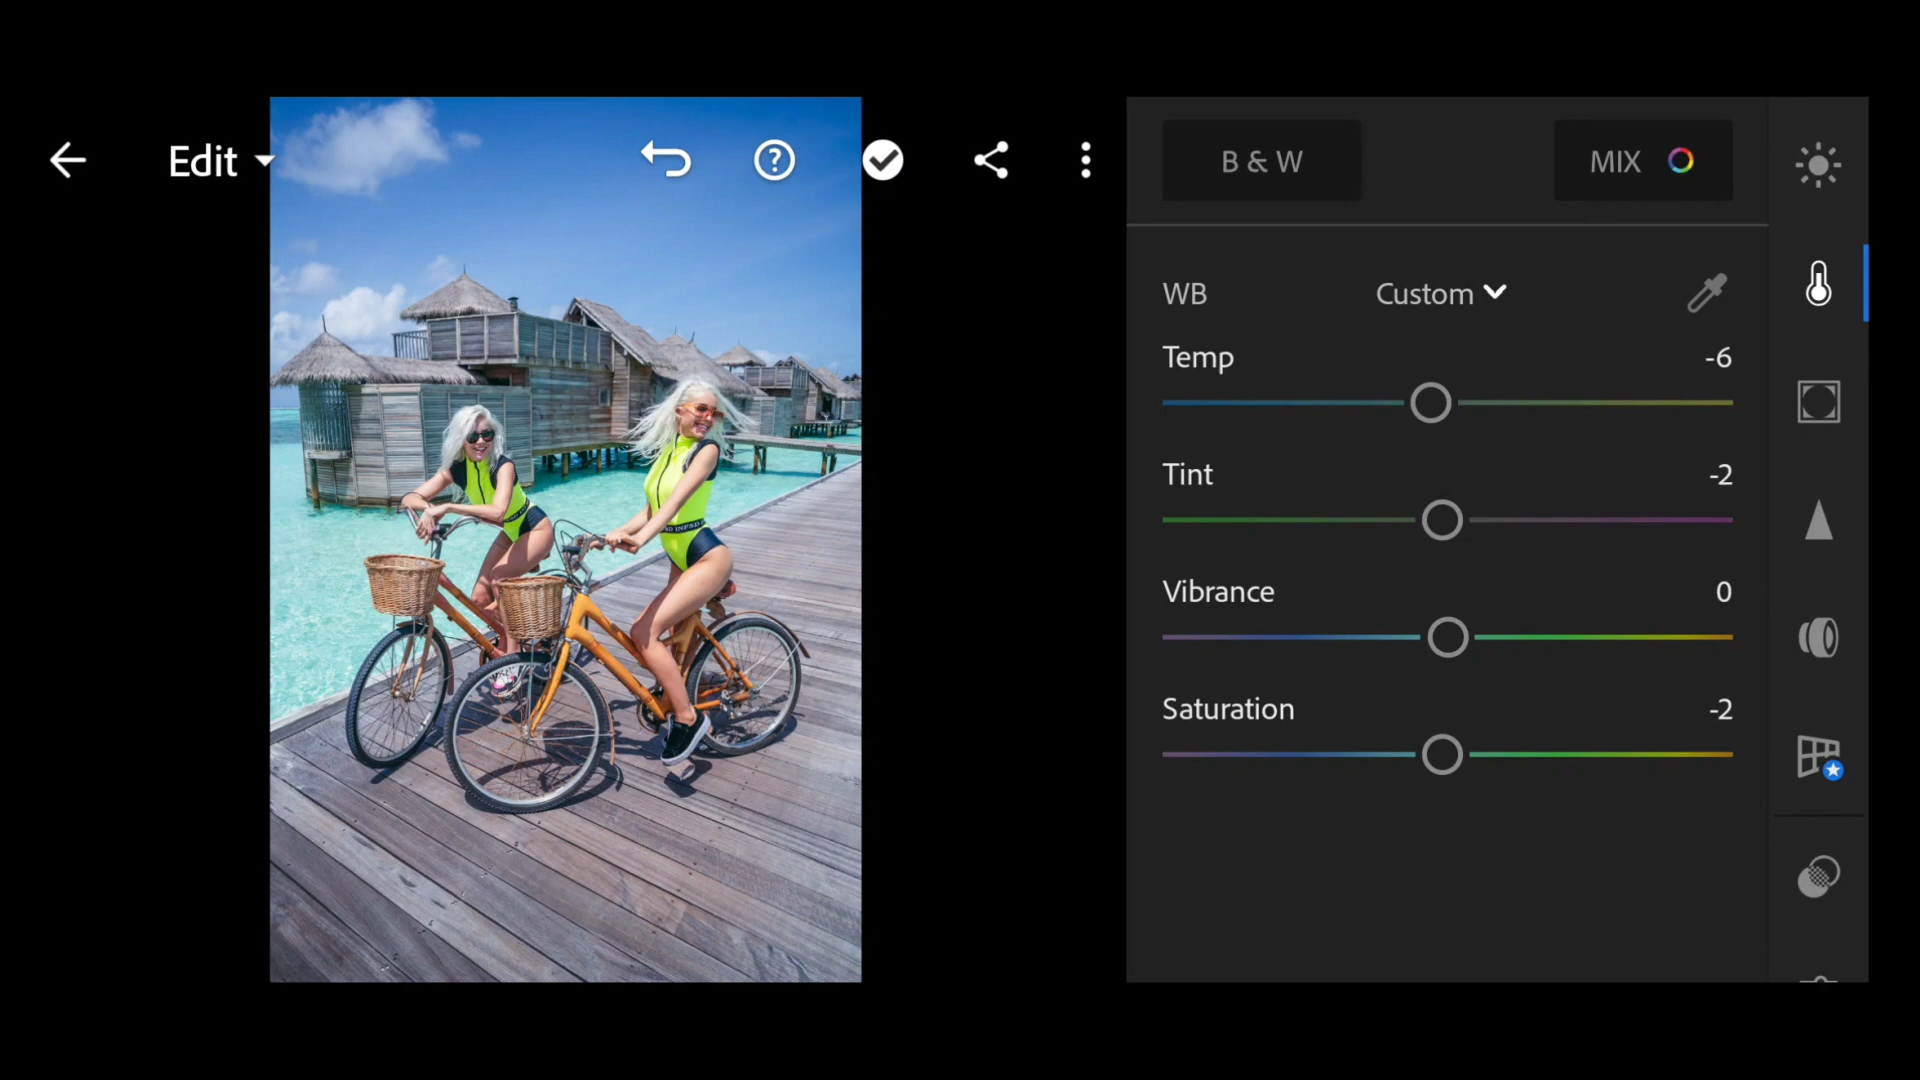 Edit
B & W
MIX
WB
Custom
Temp
-6
Tint
-2
Vibrance
0
Saturation
-2